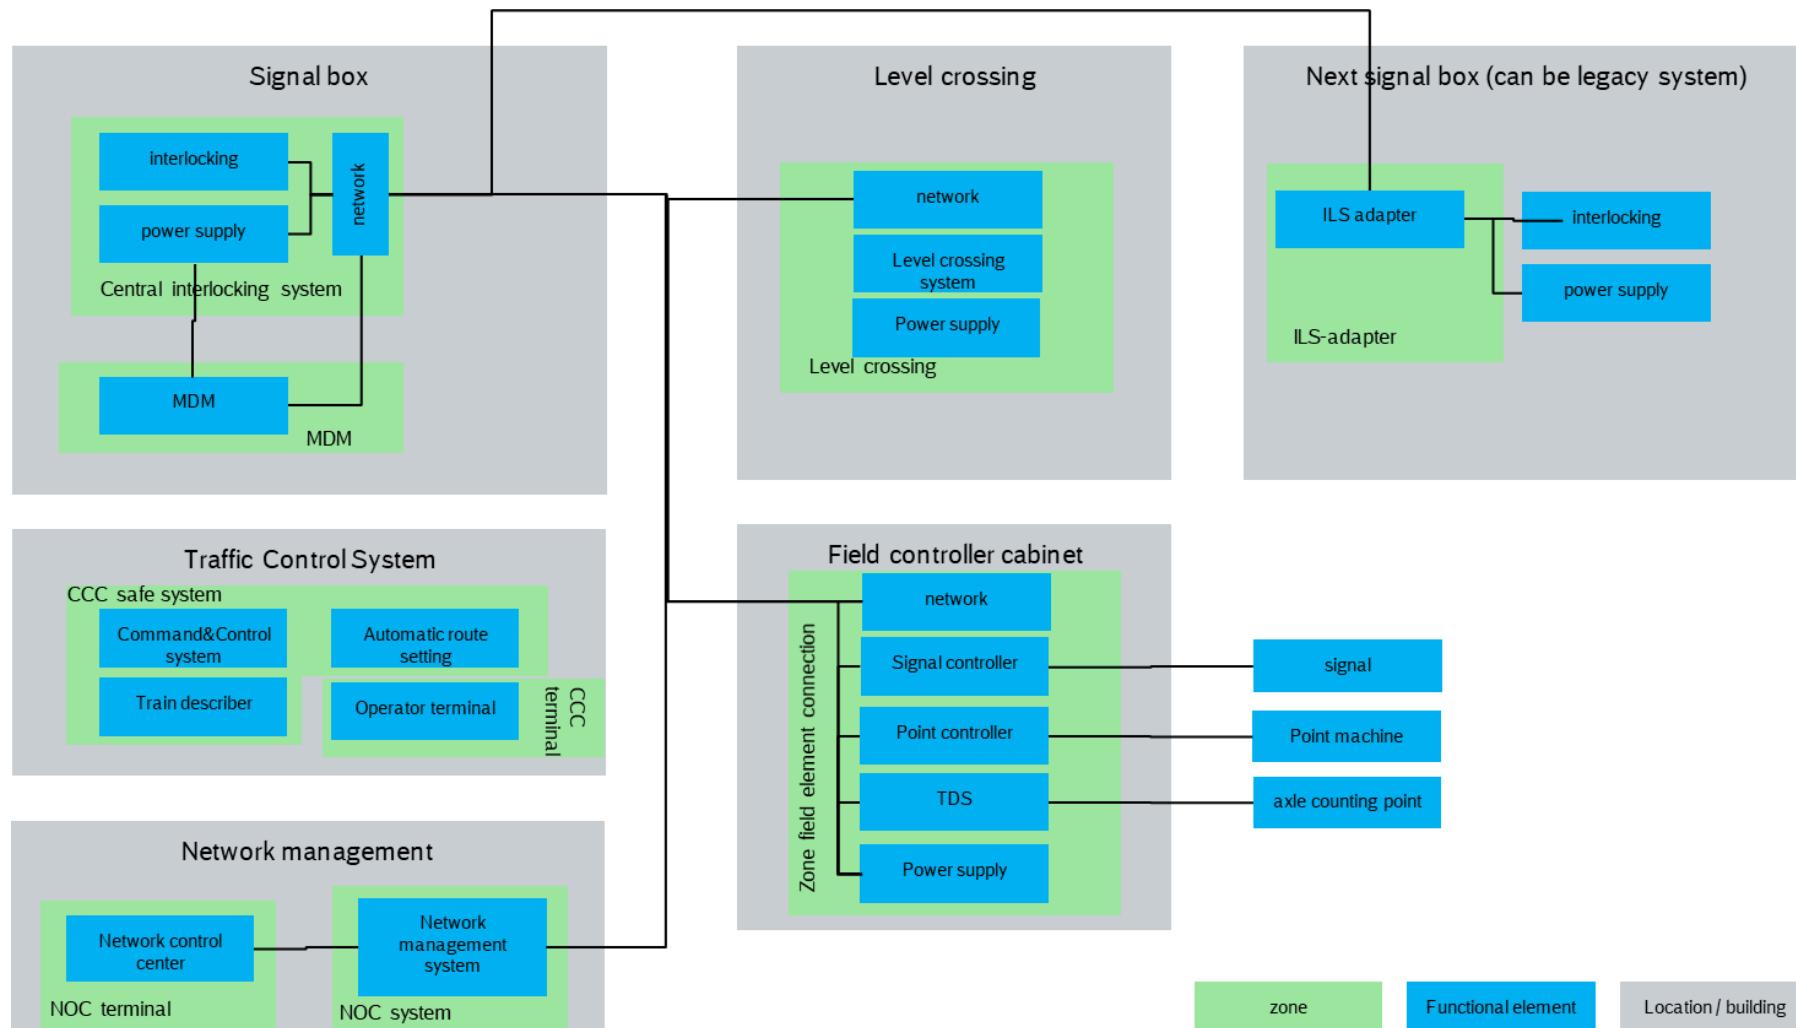 Signal box
interlocking
power supply
network
Central interlocking system
MDM
MDM
Level crossing
network
Level crossing
system
Power supply
Level crossing
Next signal box (can be legacy system)
ILS adapter
interlocking
power supply
ILS-adapter
Traffic Control System
CCC safe system
Command&Control
system
Automatic route
setting
Train describer
Operator terminal
CCC
terminal
Field controller cabinet
Zone field element connection
network
Signal controller
signal
Point controller
Point machine
TDS
axle counting point
Power supply
Network management
Network control
center
NOC terminal
Network
management
system
NOC system
zone
Functional element
Location / building